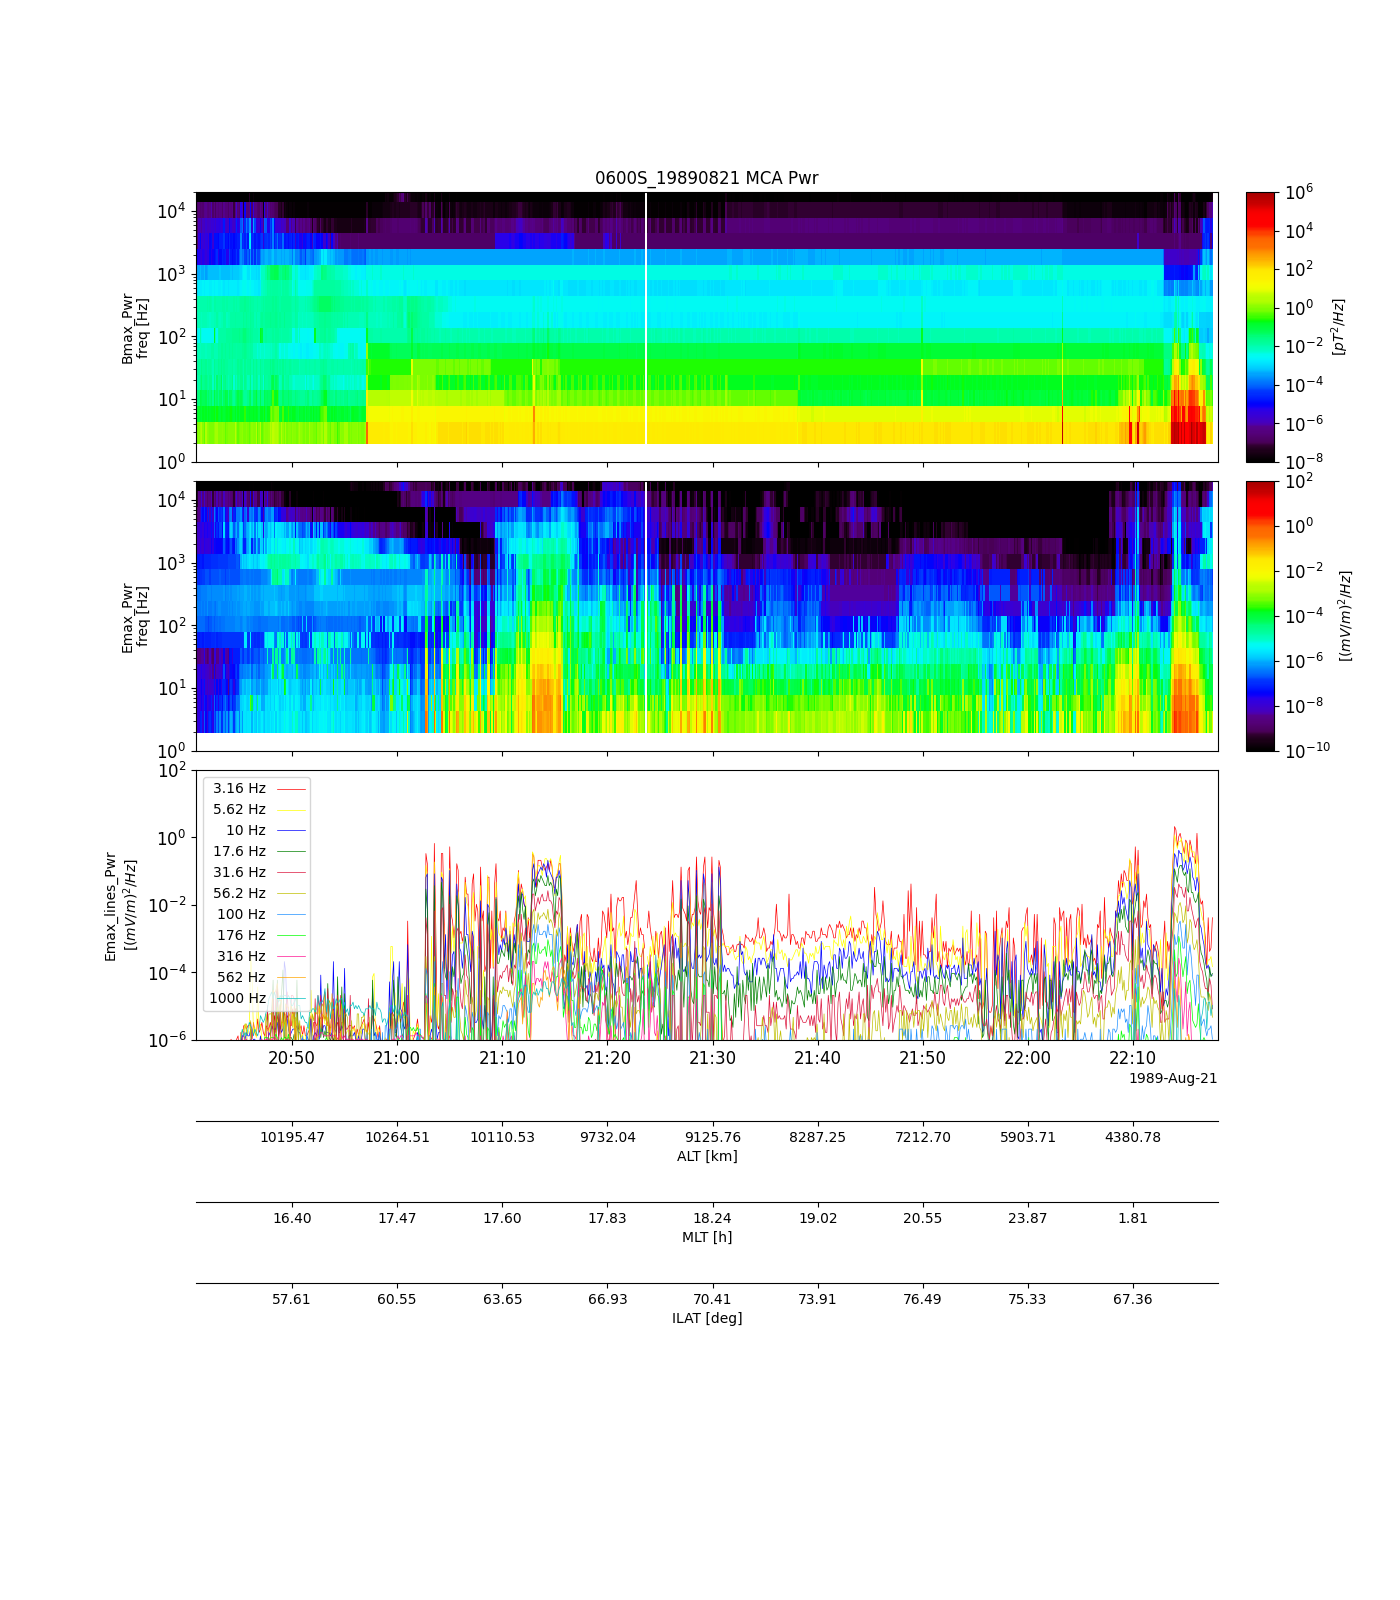 0600S_19890821 MCA Pwr
10^4
10^3
10^2
10^1
10^0
Bmax_Pwr
freq [Hz]
10^6
10^4
10^2
10^0
10^-2
10^-4
10^-6
10^-8
[pT^2/Hz]
10^4
10^3
10^2
10^1
10^0
Emax_Pwr
freq [Hz]
10^2
10^0
10^-2
10^-4
10^-6
10^-8
10^-10
[(mV/m)^2/Hz]
10^2
10^0
10^-2
10^-4
10^-6
Emax_lines_Pwr
[(mV/m)^2/Hz]
3.16 Hz
5.62 Hz
10 Hz
17.6 Hz
31.6 Hz
56.2 Hz
100 Hz
176 Hz
316 Hz
562 Hz
1000 Hz
20:50 21:00 21:10 21:20 21:30 21:40 21:50 22:00 22:10
1989-Aug-21
10195.47 10264.51 10110.53 9732.04 9125.76 8287.25 7212.70 5903.71 4380.78
ALT [km]
16.40 17.47 17.60 17.83 18.24 19.02 20.55 23.87 1.81
MLT [h]
57.61 60.55 63.65 66.93 70.41 73.91 76.49 75.33 67.36
ILAT [deg]